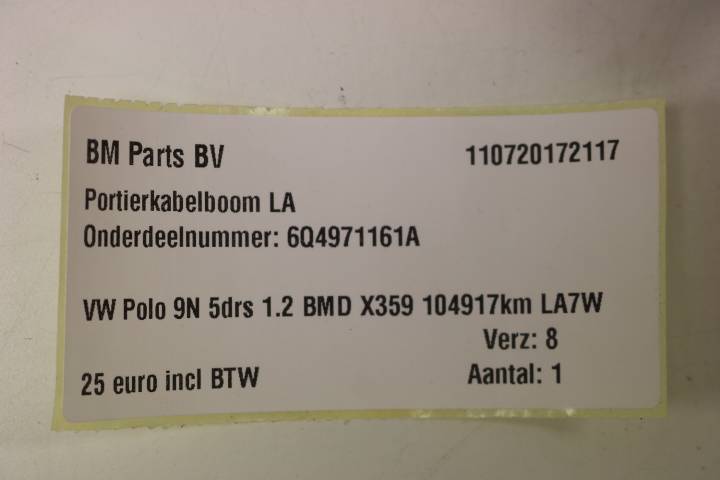 BM Parts BV 110720172117
Portierkabelboom LA
Onderdeelnummer: 6Q4971161A
VW Polo 9N 5drs 1.2 BMD X359 104917km LA7W
Verz: 8
25 euro incl BTW Aantal: 1